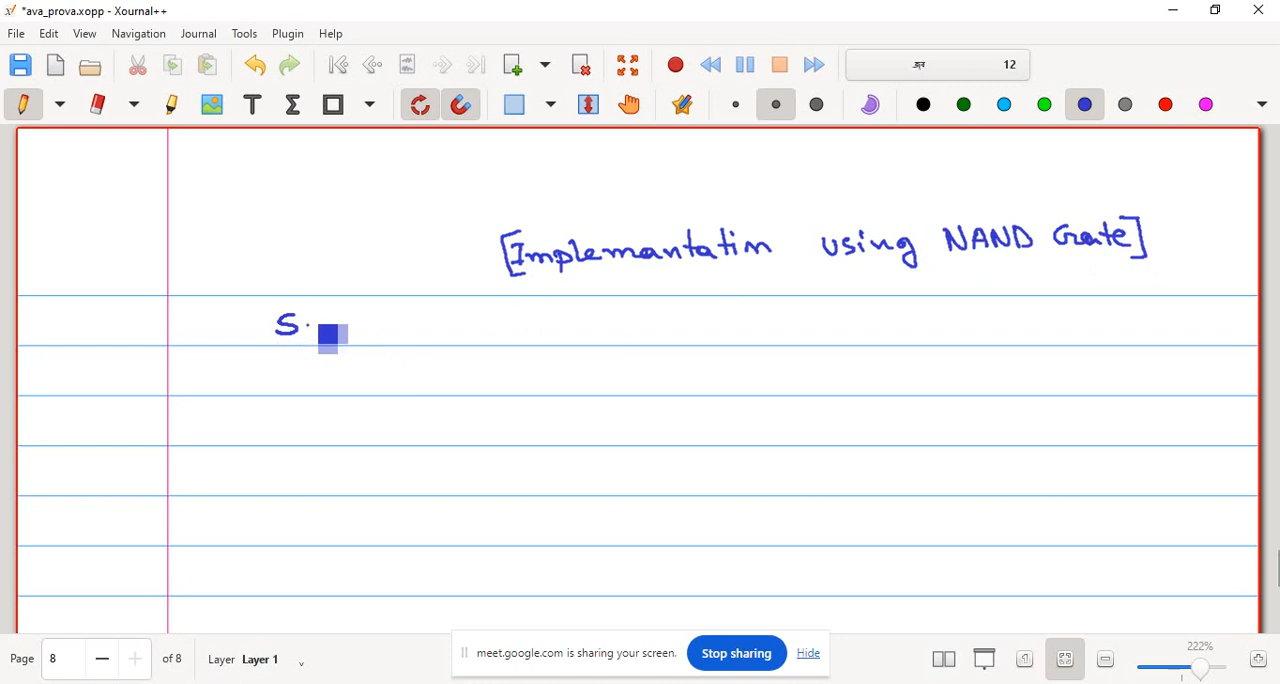 *ava_prova.xopp - Xournal++
File Edit View Navigation Journal Tools Plugin Help
12
[Implemantatin using NAND Gate]
S.
Page 8 of 8 Layer Layer 1
meet.google.com is sharing your screen. Stop sharing Hide
222%